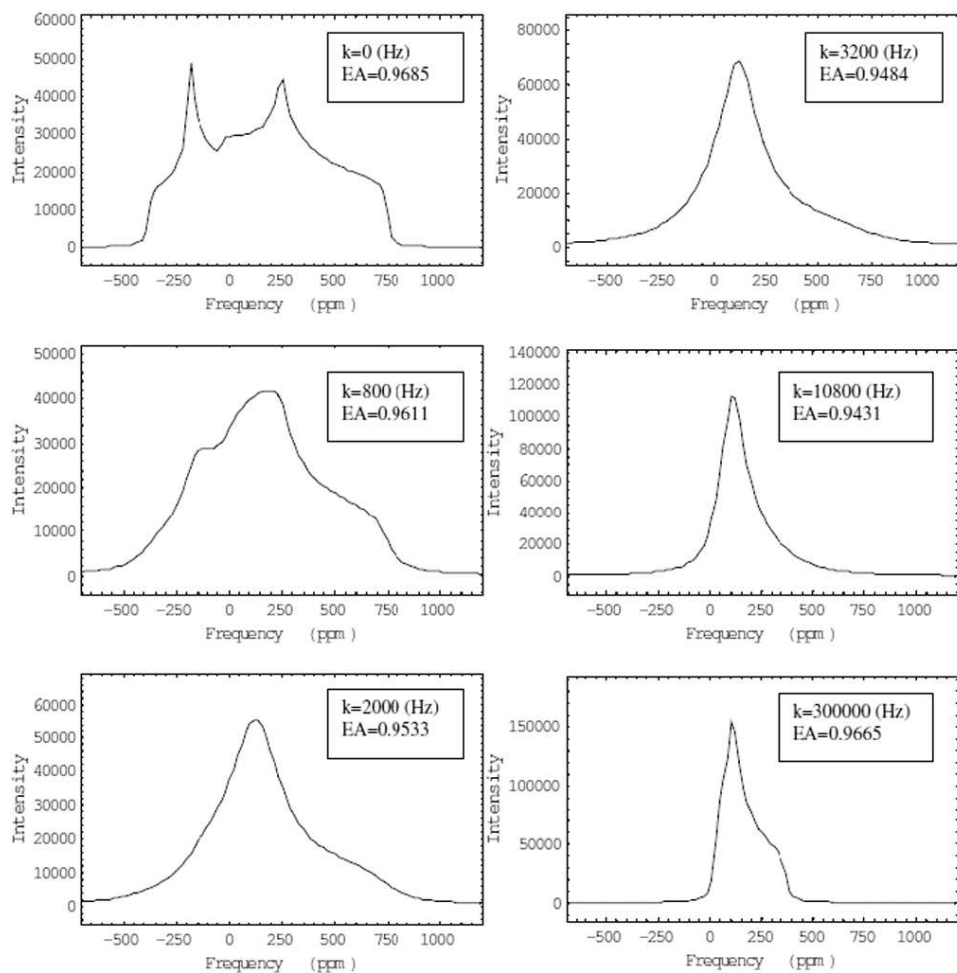 60000
50000
40000
30000
20000
10000
0
Intensity
k=0 (Hz)
EA=0.9685
−500 −250 0 250 500 750 1000
Frequency (ppm)
80000
60000
40000
20000
0
Intensity
k=3200 (Hz)
EA=0.9484
−500 −250 0 250 500 750 1000
Frequency (ppm)
50000
40000
30000
20000
10000
0
Intensity
k=800 (Hz)
EA=0.9611
−500 −250 0 250 500 750 1000
Frequency (ppm)
140000
120000
100000
80000
60000
40000
20000
0
Intensity
k=10800 (Hz)
EA=0.9431
−500 −250 0 250 500 750 1000
Frequency (ppm)
60000
50000
40000
30000
20000
10000
0
Intensity
k=2000 (Hz)
EA=0.9533
−500 −250 0 250 500 750 1000
Frequency (ppm)
150000
100000
50000
0
Intensity
k=300000 (Hz)
EA=0.9665
−500 −250 0 250 500 750 1000
Frequency (ppm)